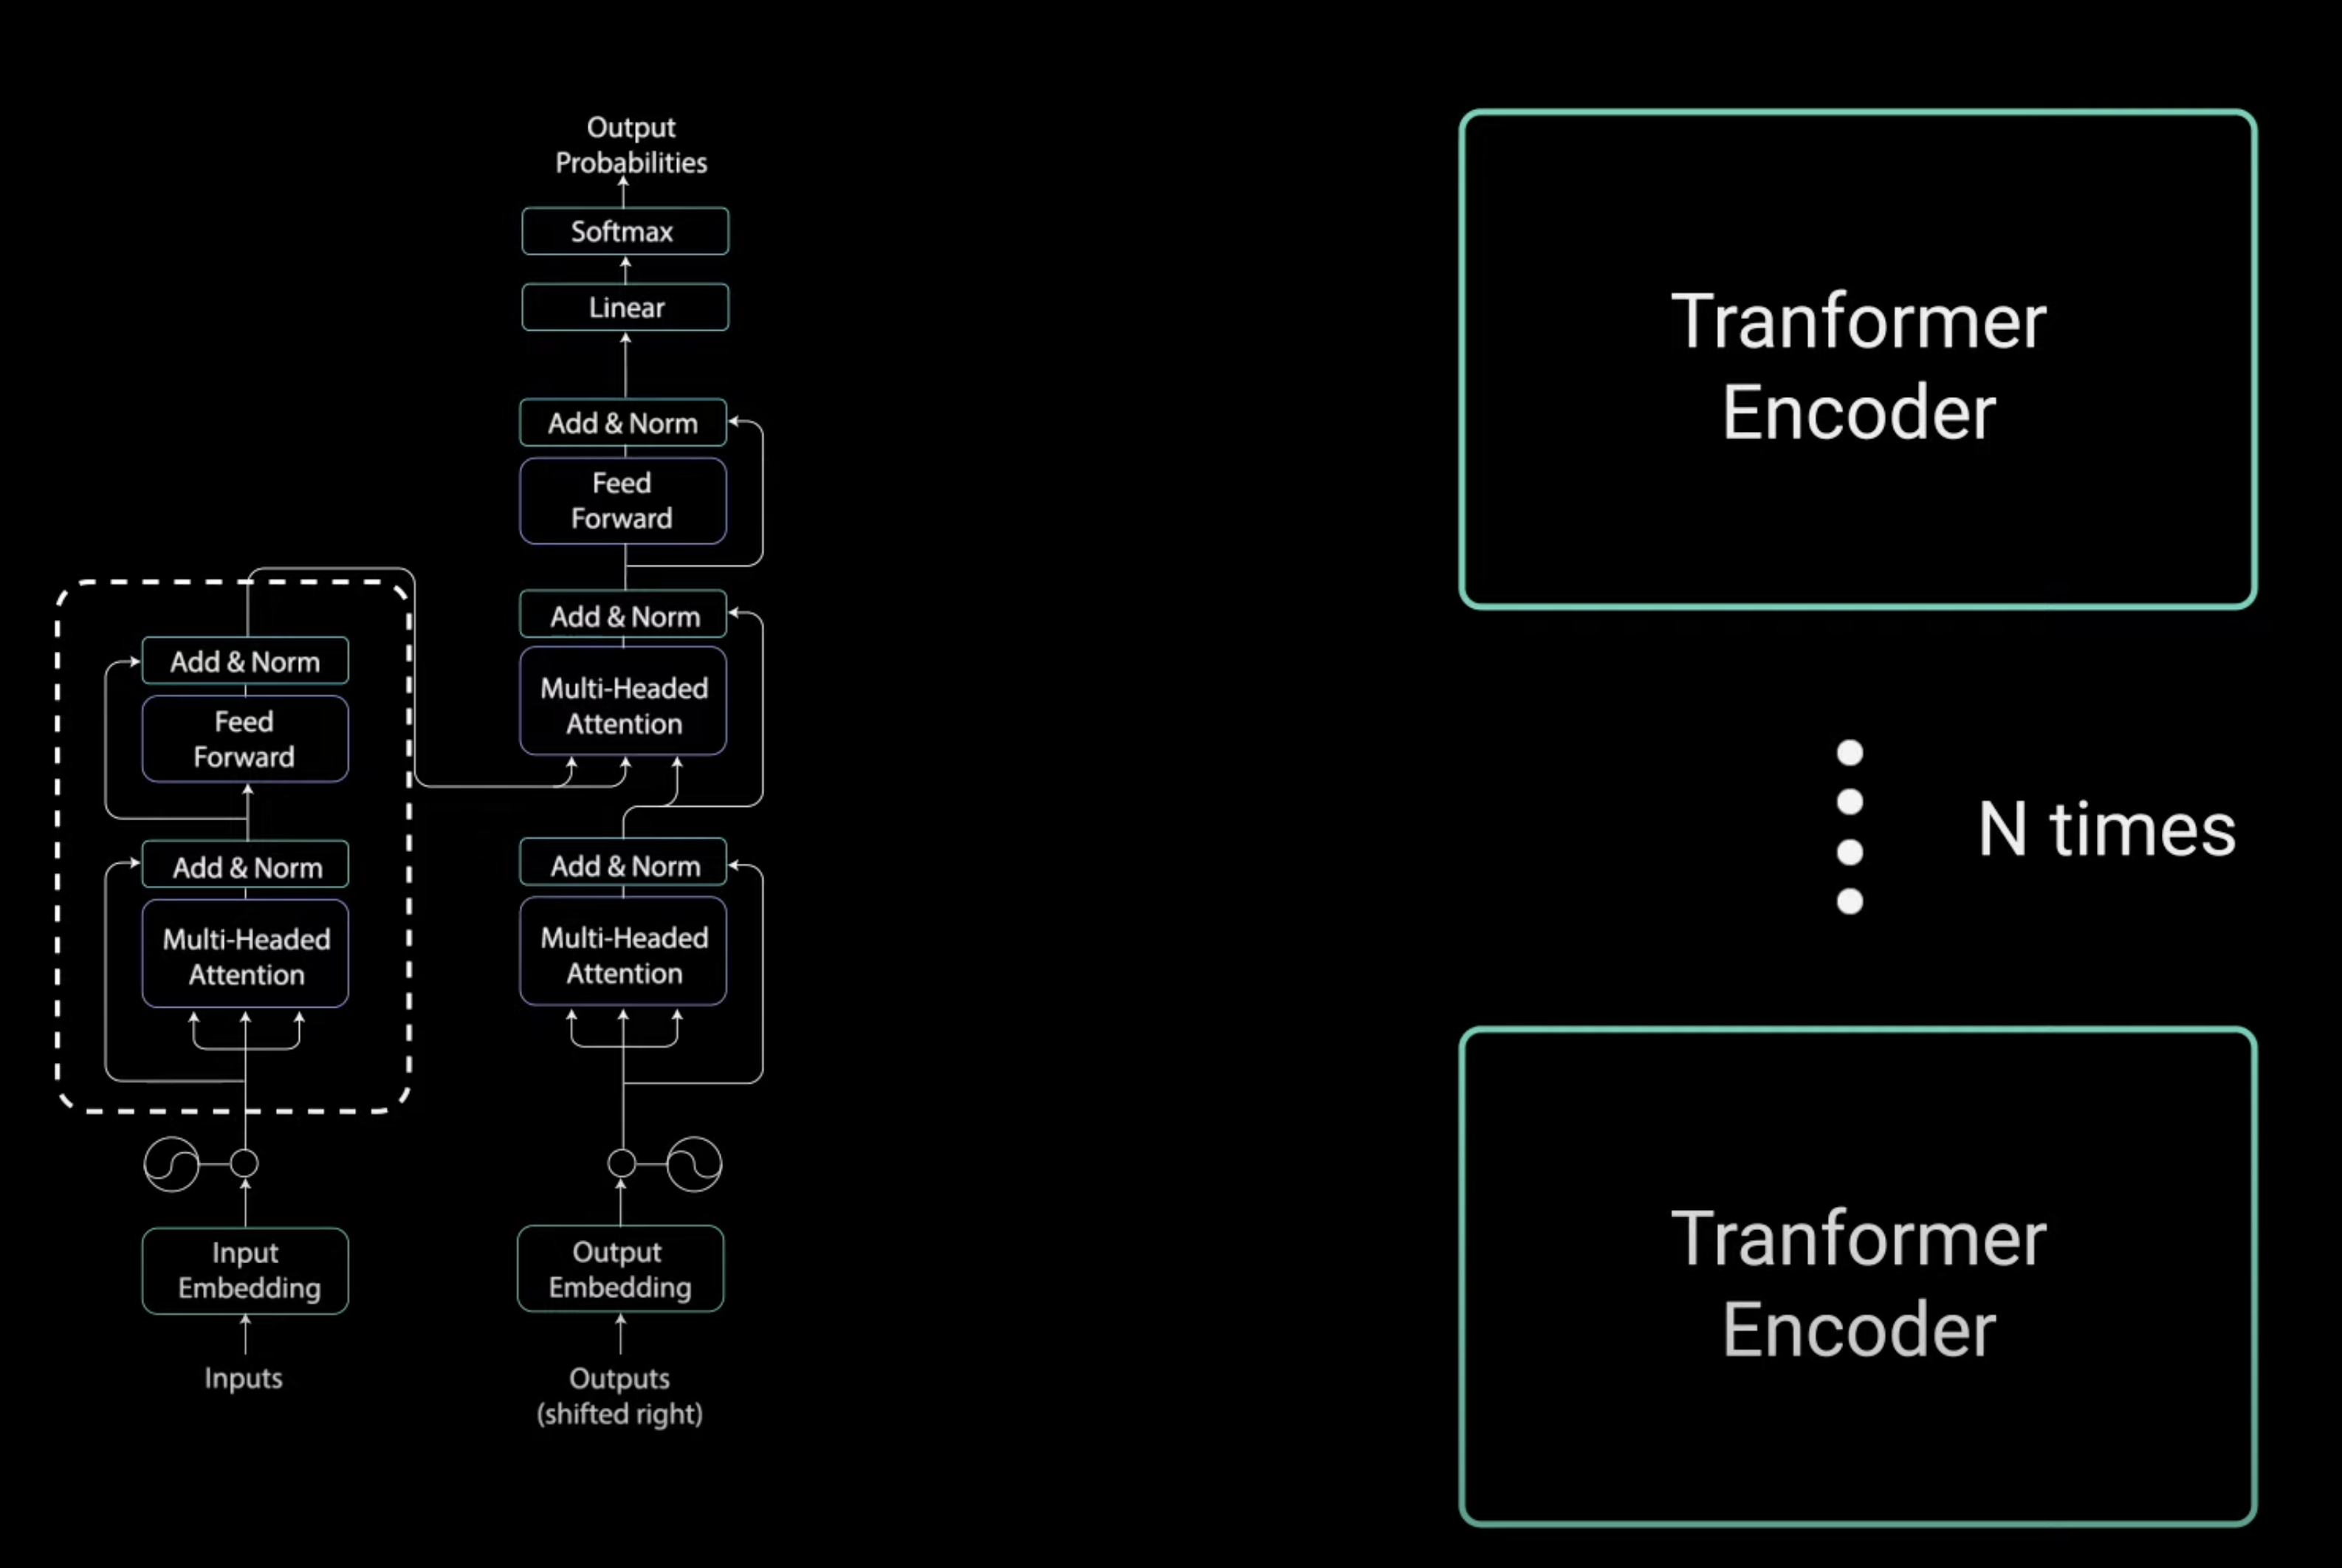 Output
Probabilities
Softmax
Linear
Add & Norm
Feed
Forward
Add & Norm
Multi-Headed
Attention
Add & Norm
Multi-Headed
Attention
Output
Embedding
Outputs
(shifted right)
Add & Norm
Feed
Forward
Add & Norm
Multi-Headed
Attention
Input
Embedding
Inputs
Tranformer
Encoder
N times
Tranformer
Encoder